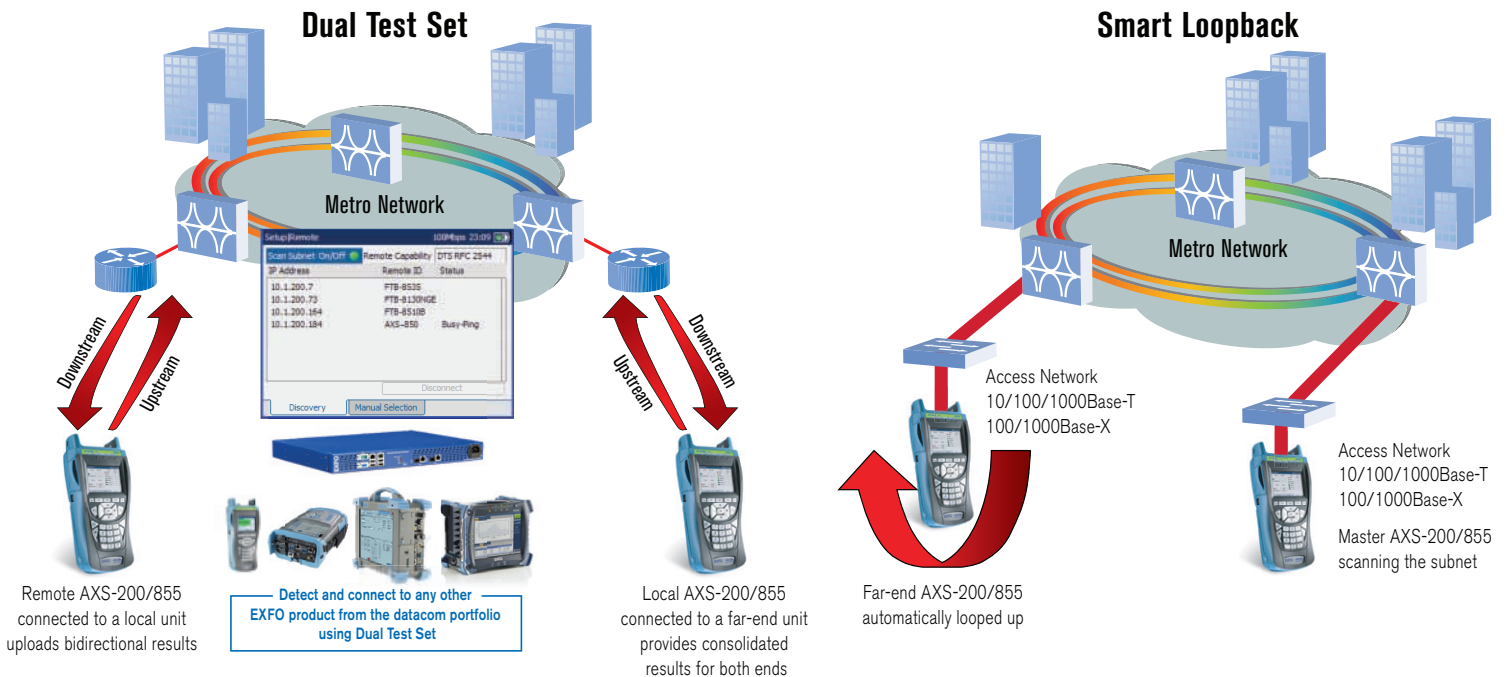 Dual Test Set
Metro Network
Setup|Remote
100Mbps 23:09
Scan Subnet On/Off
Remote Capability
DTS RFC 2544
IP Address Remote ID Status
10.1.200.7 FTB-8535
10.1.200.73 FTB-8130NGE
10.1.200.164 FTB-8510B
10.1.200.184 AXS-850 Busy-Ring
Disconnect
Discovery
Manual Selection
Downstream
Upstream
Upstream
Downstream
EXFO
Remote AXS-200/855
connected to a local unit
uploads bidirectional results
Detect and connect to any other
EXFO product from the datacom portfolio
using Dual Test Set
Local AXS-200/855
connected to a far-end unit
provides consolidated
results for both ends
Smart Loopback
Metro Network
Access Network
10/100/1000Base-T
100/1000Base-X
Far-end AXS-200/855
automatically looped up
Access Network
10/100/1000Base-T
100/1000Base-X
Master AXS-200/855
scanning the subnet